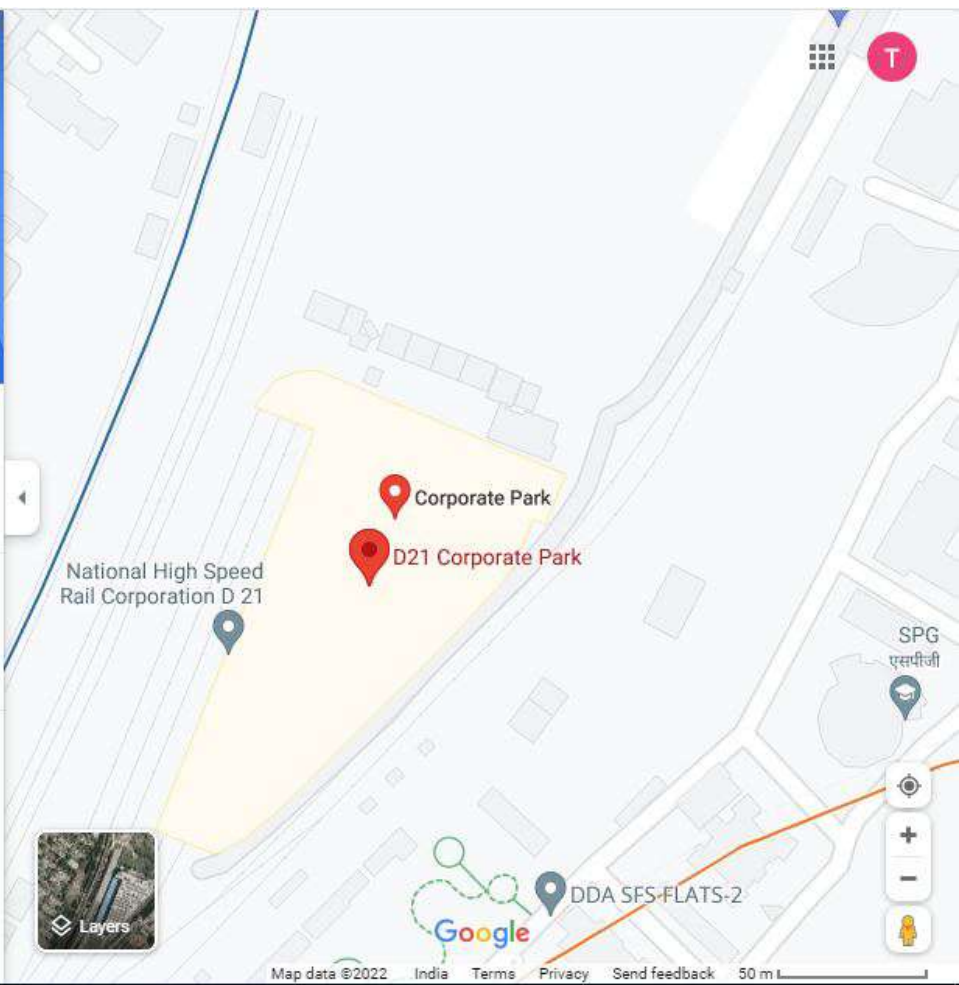 T
Corporate Park
D21 Corporate Park
National High Speed
Rail Corporation D 21
SPG
एसपीजी
DDA SFS FLATS-2
Layers
Google
Map data ©2022 India Terms Privacy Send feedback 50 m